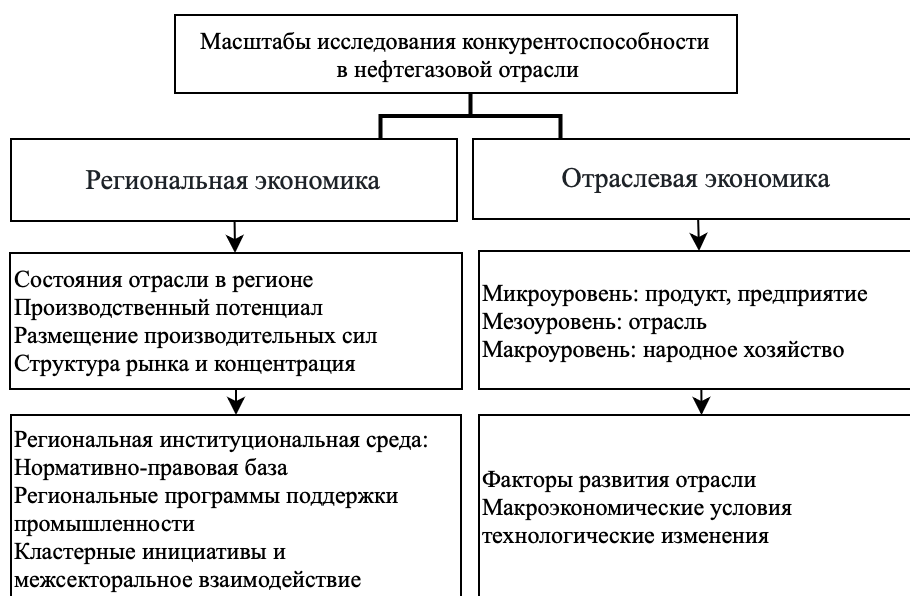 Масштабы исследования конкурентоспособности
в нефтегазовой отрасли
Региональная экономика
Отраслевая экономика
Состояния отрасли в регионе
Производственный потенциал
Размещение производительных сил
Структура рынка и концентрация
Микроуровень: продукт, предприятие
Мезоуровень: отрасль
Макроуровень: народное хозяйство
Региональная институциональная среда:
Нормативно-правовая база
Региональные программы поддержки
промышленности
Кластерные инициативы и
межсекторальное взаимодействие
Факторы развития отрасли
Макроэкономические условия
технологические изменения